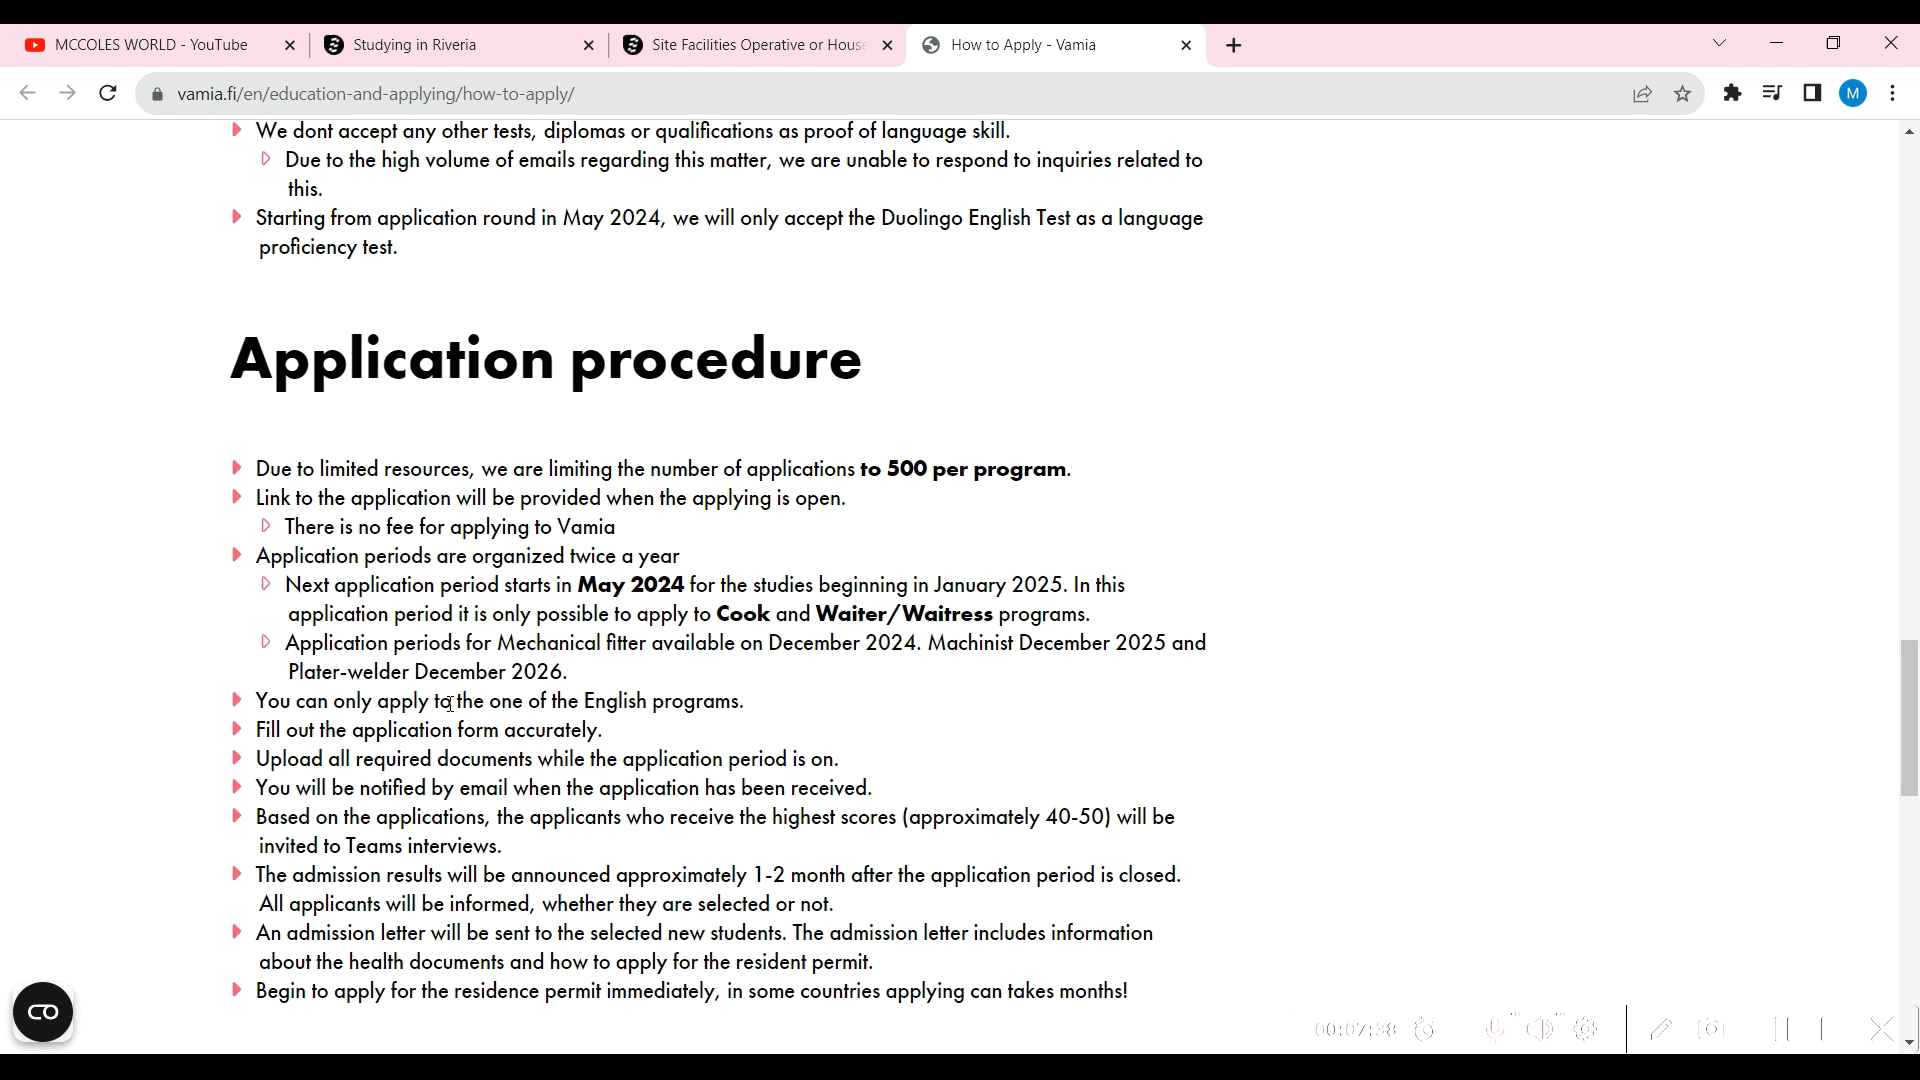 MCCOLES WORLD - YouTube
Studying in Riveria
Site Facilities Operative or House
How to Apply - Vamia
vamia.fi/en/education-and-applying/how-to-apply/
M
We dont accept any other tests, diplomas or qualifications as proof of language skill.
Due to the high volume of emails regarding this matter, we are unable to respond to inquiries related to
this.
Starting from application round in May 2024, we will only accept the Duolingo English Test as a language
proficiency test.
Application procedure
Due to limited resources, we are limiting the number of applications to 500 per program.
Link to the application will be provided when the applying is open.
There is no fee for applying to Vamia
Application periods are organized twice a year
Next application period starts in May 2024 for the studies beginning in January 2025. In this
application period it is only possible to apply to Cook and Waiter/Waitress programs.
Application periods for Mechanical fitter available on December 2024. Machinist December 2025 and
Plater-welder December 2026.
You can only apply to the one of the English programs.
Fill out the application form accurately.
Upload all required documents while the application period is on.
You will be notified by email when the application has been received.
Based on the applications, the applicants who receive the highest scores (approximately 40-50) will be
invited to Teams interviews.
The admission results will be announced approximately 1-2 month after the application period is closed.
All applicants will be informed, whether they are selected or not.
An admission letter will be sent to the selected new students. The admission letter includes information
about the health documents and how to apply for the resident permit.
Begin to apply for the residence permit immediately, in some countries applying can takes months!
00:07:38